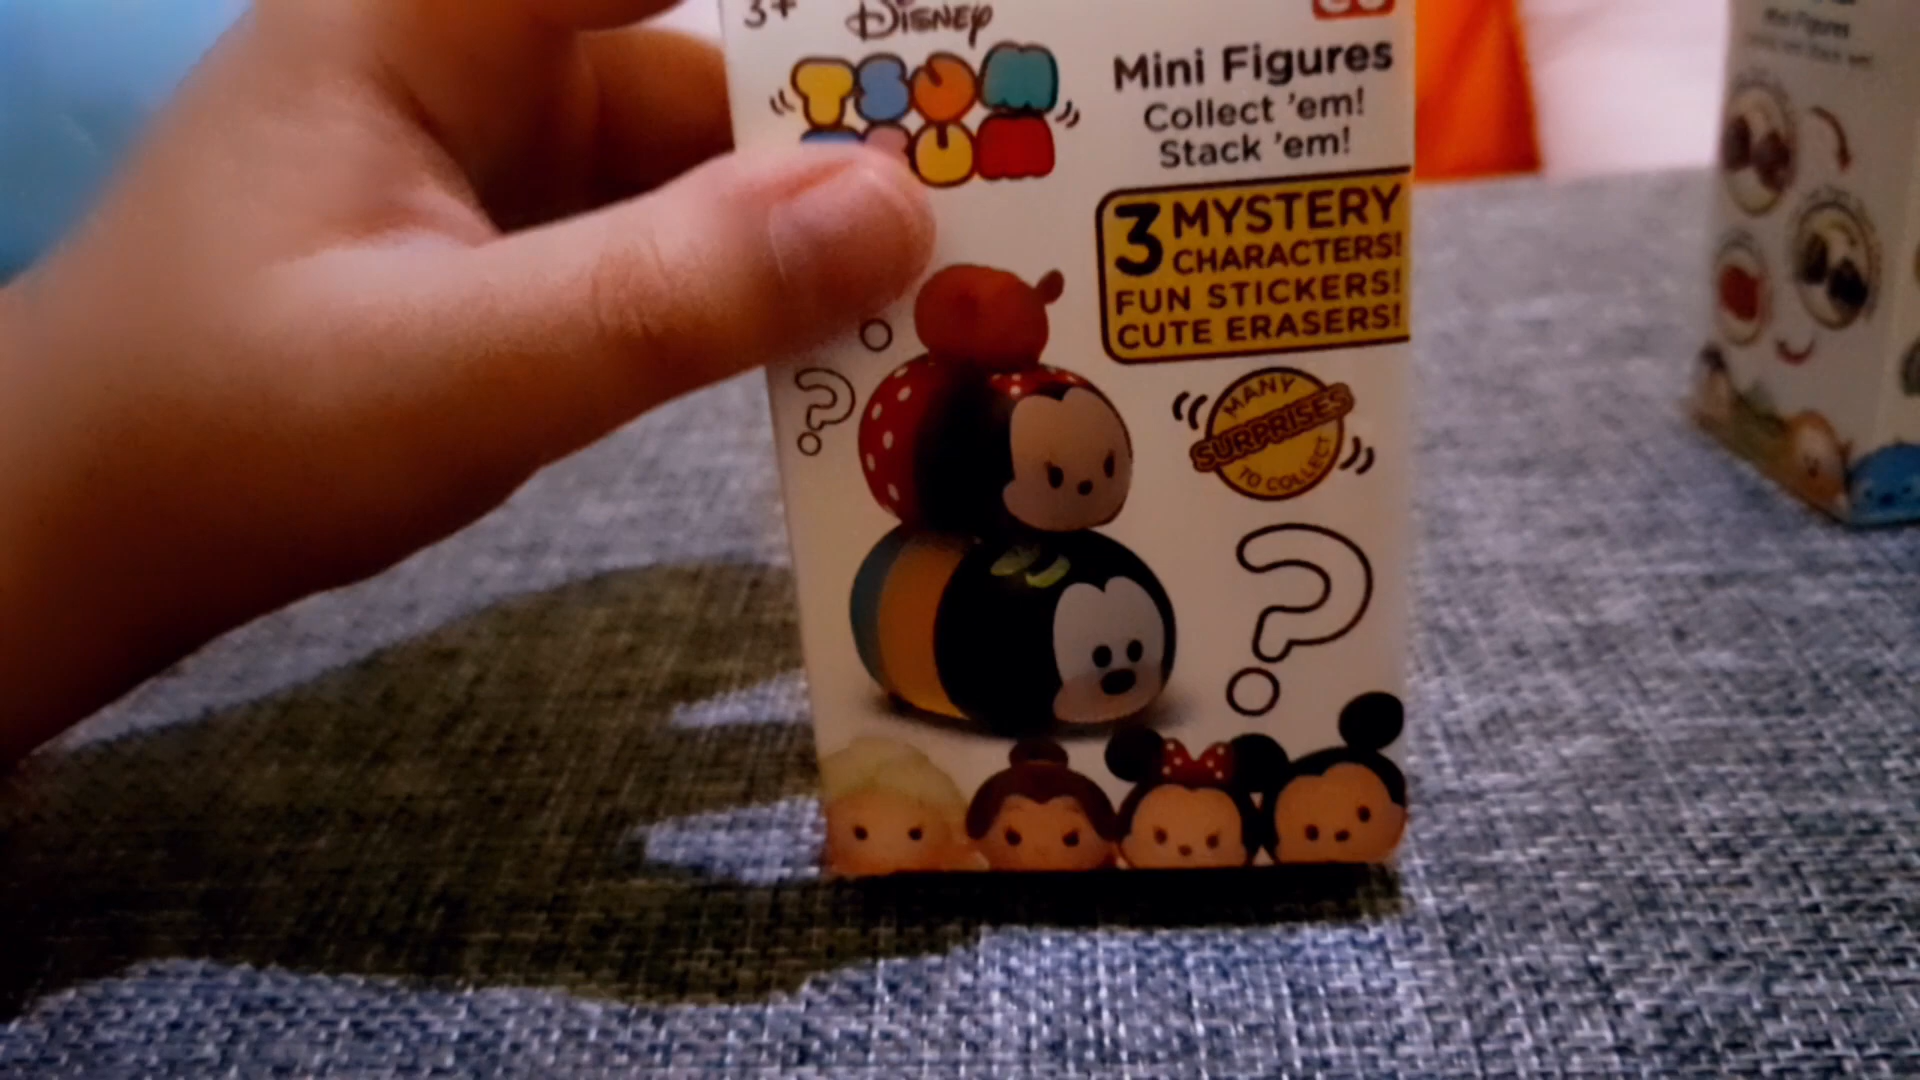 3+
Disney
TSUM
TSUM
Mini Figures
Collect 'em!
Stack 'em!
3 MYSTERY
CHARACTERS!
FUN STICKERS!
CUTE ERASERS!
MANY
SURPRISES
TO COLLECT
?
?